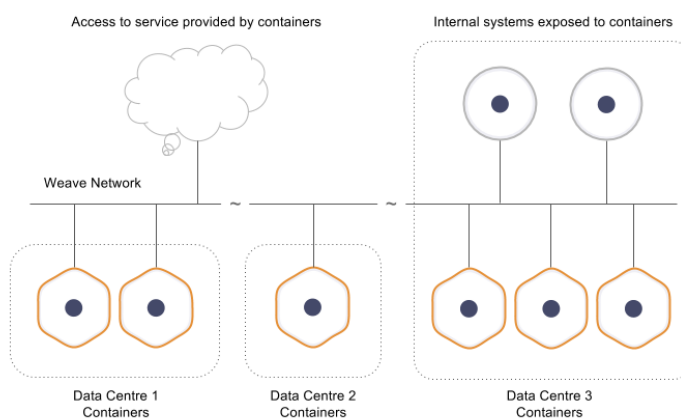 Access to service provided by containers
Internal systems exposed to containers
Weave Network
~
~
Data Centre 1
Containers
Data Centre 2
Containers
Data Centre 3
Containers